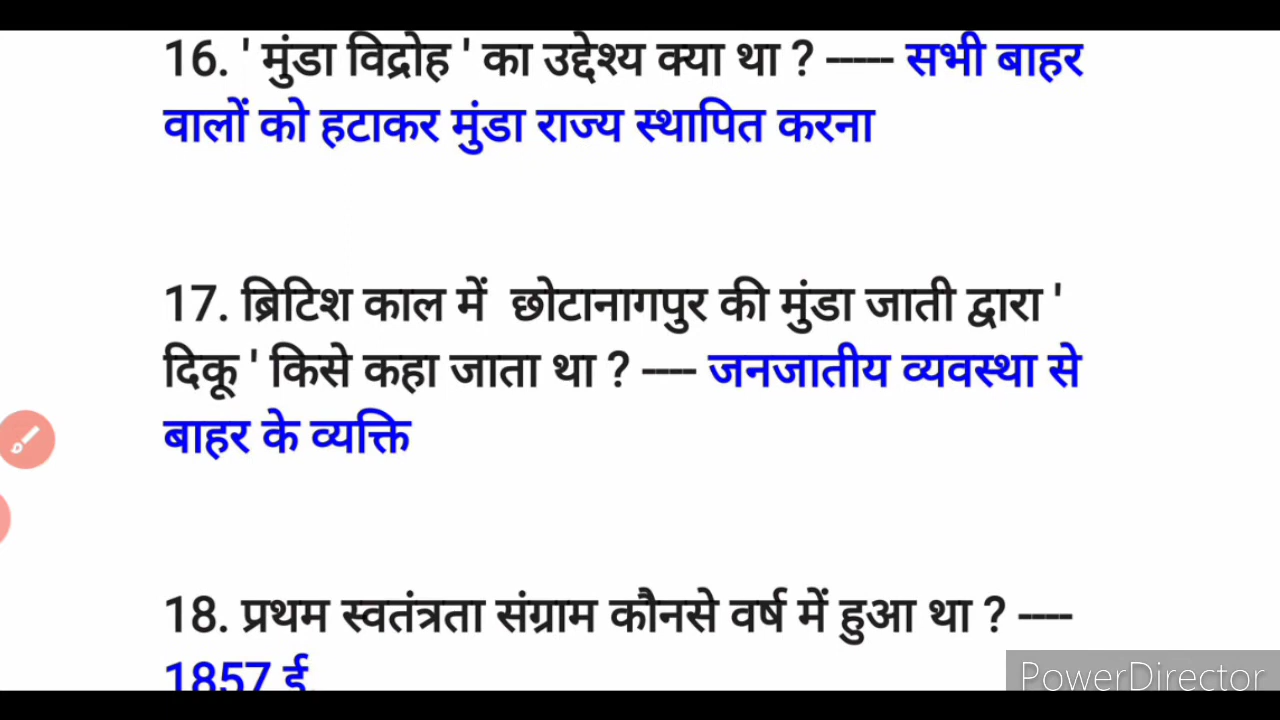 16. ' मुंडा विद्रोह ' का उद्देश्य क्या था ? ----- सभी बाहर
वालों को हटाकर मुंडा राज्य स्थापित करना
17. ब्रिटिश काल में छोटानागपुर की मुंडा जाती द्वारा '
दिकू ' किसे कहा जाता था ? ---- जनजातीय व्यवस्था से
बाहर के व्यक्ति
18. प्रथम स्वतंत्रता संग्राम कौनसे वर्ष में हुआ था ? ----
1857 ई.
PowerDirector